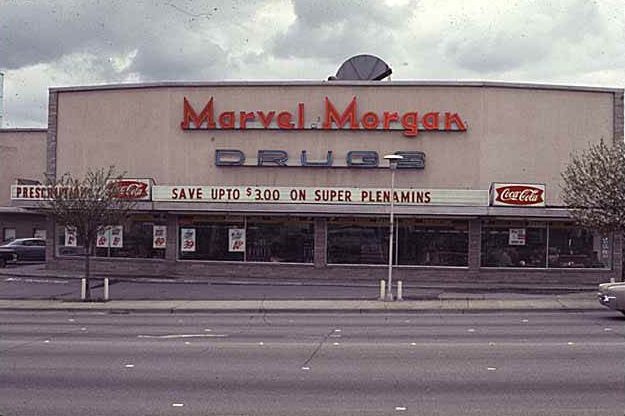 Marvel Morgan
DRUGS
PRESCRIPTIONS Coca-Cola SAVE UPTO $3.00 ON SUPER PLENAMINS Coca-Cola